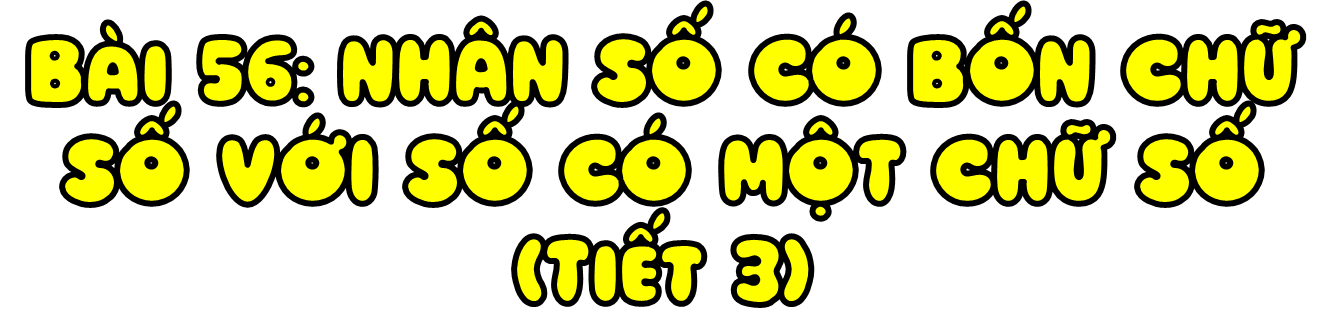 BÀI 56: NHÂN SỐ CÓ BỐN CHỮ
SỐ VỚI SỐ CÓ MỘT CHỮ SỐ
(TIẾT 3)